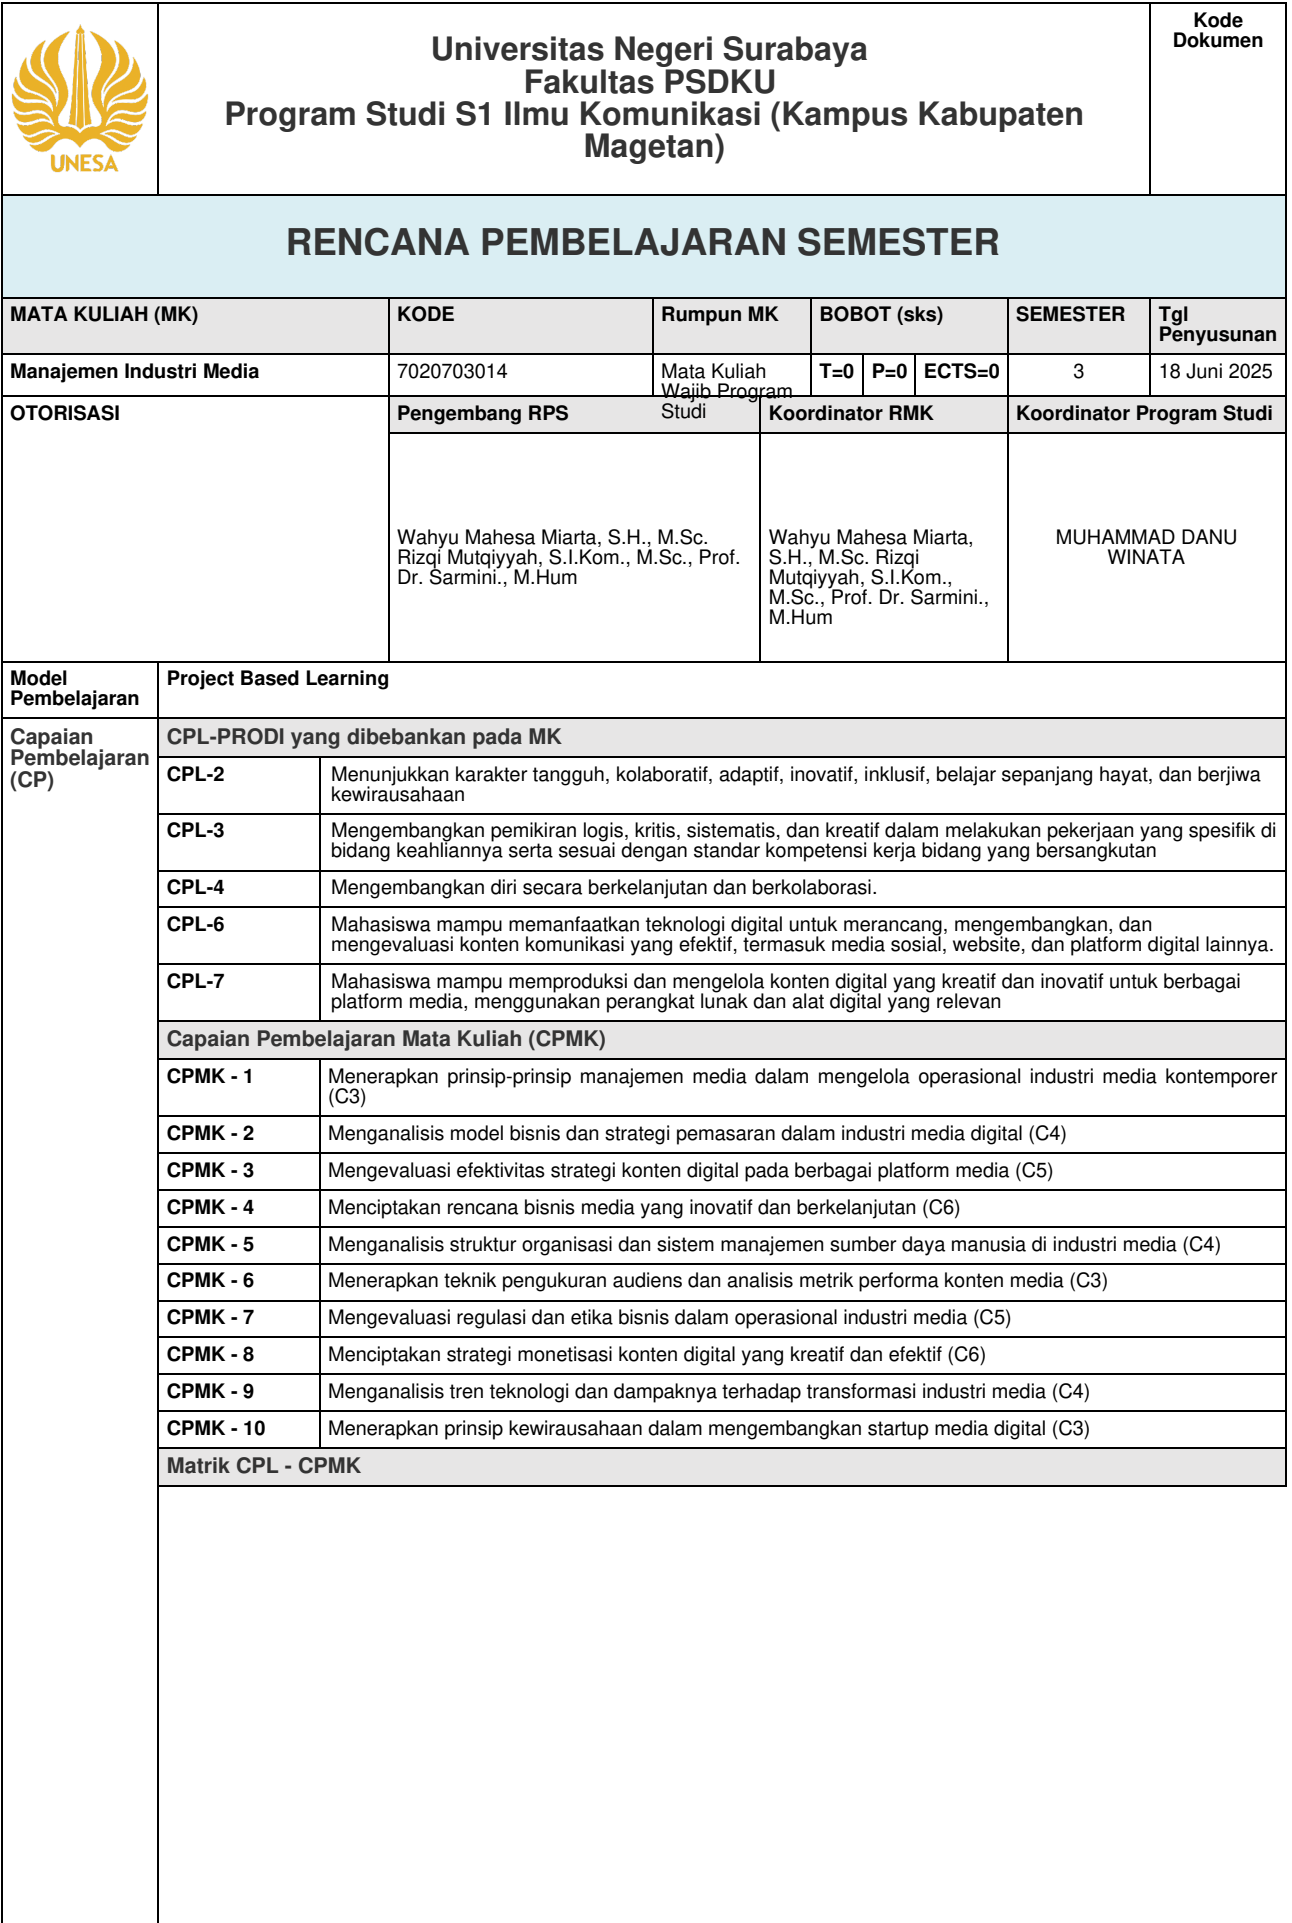 UNESA
Universitas Negeri Surabaya
Fakultas PSDKU
Program Studi S1 Ilmu Komunikasi (Kampus Kabupaten
Magetan)
Kode
Dokumen
RENCANA PEMBELAJARAN SEMESTER
MATA KULIAH (MK)
KODE
Rumpun MK
BOBOT (sks)
SEMESTER
Tgl
Penyusunan
Manajemen Industri Media
7020703014
Mata Kuliah
Wajib Program
Studi
T=0
P=0
ECTS=0
3
18 Juni 2025
OTORISASI
Pengembang RPS
Koordinator RMK
Koordinator Program Studi
Wahyu Mahesa Miarta, S.H., M.Sc.
Rizqi Mutqiyyah, S.I.Kom., M.Sc., Prof.
Dr. Sarmini., M.Hum
Wahyu Mahesa Miarta,
S.H., M.Sc. Rizqi
Mutqiyyah, S.I.Kom.,
M.Sc., Prof. Dr. Sarmini.,
M.Hum
MUHAMMAD DANU
WINATA
Model
Pembelajaran
Project Based Learning
Capaian
Pembelajaran
(CP)
CPL-PRODI yang dibebankan pada MK
CPL-2
Menunjukkan karakter tangguh, kolaboratif, adaptif, inovatif, inklusif, belajar sepanjang hayat, dan berjiwa
kewirausahaan
CPL-3
Mengembangkan pemikiran logis, kritis, sistematis, dan kreatif dalam melakukan pekerjaan yang spesifik di
bidang keahliannya serta sesuai dengan standar kompetensi kerja bidang yang bersangkutan
CPL-4
Mengembangkan diri secara berkelanjutan dan berkolaborasi.
CPL-6
Mahasiswa mampu memanfaatkan teknologi digital untuk merancang, mengembangkan, dan
mengevaluasi konten komunikasi yang efektif, termasuk media sosial, website, dan platform digital lainnya.
CPL-7
Mahasiswa mampu memproduksi dan mengelola konten digital yang kreatif dan inovatif untuk berbagai
platform media, menggunakan perangkat lunak dan alat digital yang relevan
Capaian Pembelajaran Mata Kuliah (CPMK)
CPMK - 1
Menerapkan prinsip-prinsip manajemen media dalam mengelola operasional industri media kontemporer
(C3)
CPMK - 2
Menganalisis model bisnis dan strategi pemasaran dalam industri media digital (C4)
CPMK - 3
Mengevaluasi efektivitas strategi konten digital pada berbagai platform media (C5)
CPMK - 4
Menciptakan rencana bisnis media yang inovatif dan berkelanjutan (C6)
CPMK - 5
Menganalisis struktur organisasi dan sistem manajemen sumber daya manusia di industri media (C4)
CPMK - 6
Menerapkan teknik pengukuran audiens dan analisis metrik performa konten media (C3)
CPMK - 7
Mengevaluasi regulasi dan etika bisnis dalam operasional industri media (C5)
CPMK - 8
Menciptakan strategi monetisasi konten digital yang kreatif dan efektif (C6)
CPMK - 9
Menganalisis tren teknologi dan dampaknya terhadap transformasi industri media (C4)
CPMK - 10
Menerapkan prinsip kewirausahaan dalam mengembangkan startup media digital (C3)
Matrik CPL - CPMK